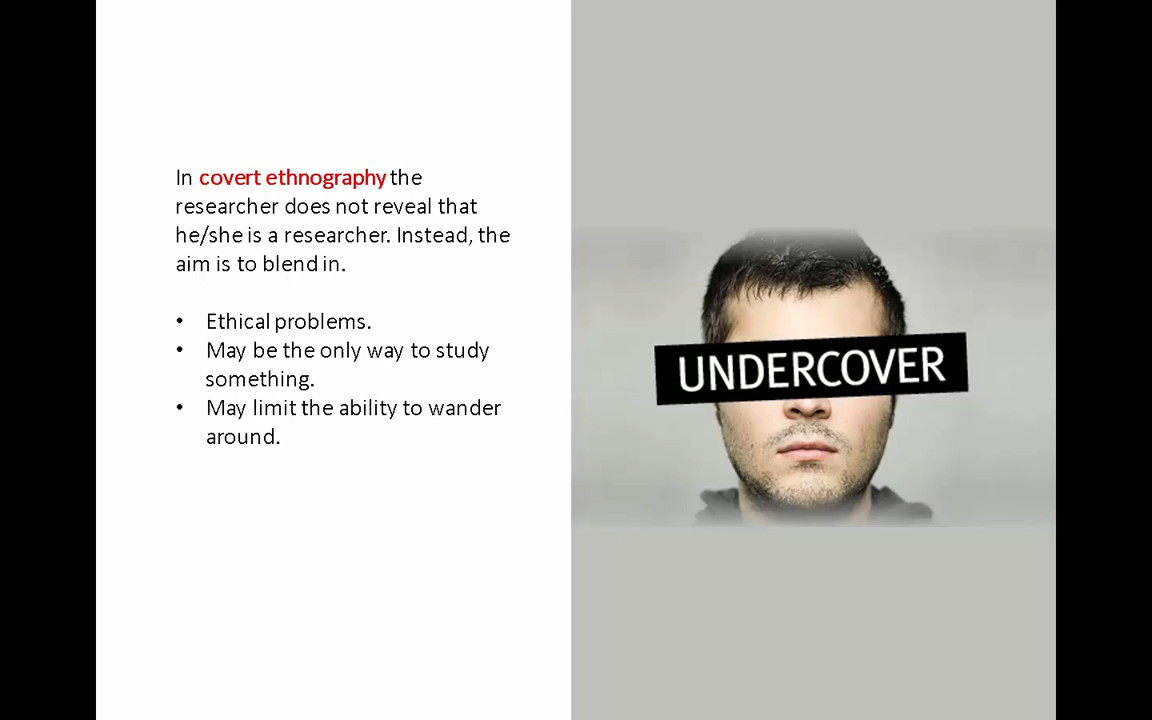 In covert ethnography the
researcher does not reveal that
he/she is a researcher. Instead, the
aim is to blend in.
• Ethical problems.
• May be the only way to study
something.
• May limit the ability to wander
around.
UNDERCOVER